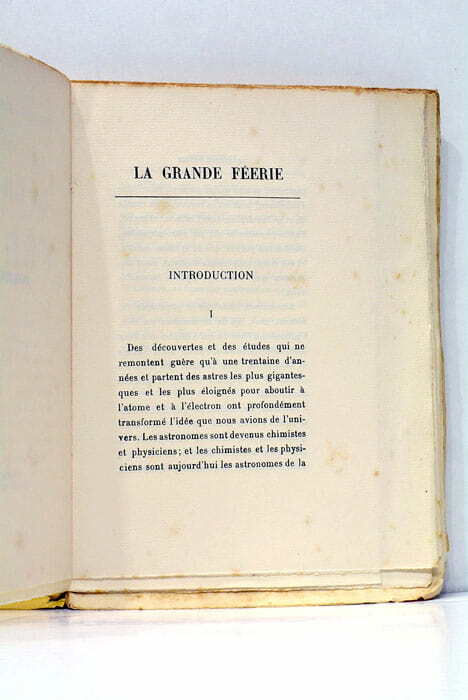 LA GRANDE FÉERIE
INTRODUCTION
I
Des découvertes et des études qui ne
remontent guère qu'à une trentaine d'an-
nées et partent des astres les plus gigantes-
ques et les plus éloignés pour aboutir à
l'atome et à l'électron ont profondément
transformé l'idée que nous avions de l'uni-
vers. Les astronomes sont devenus chimistes
et physiciens; et les chimistes et les physi-
ciens sont aujourd'hui les astronomes de la